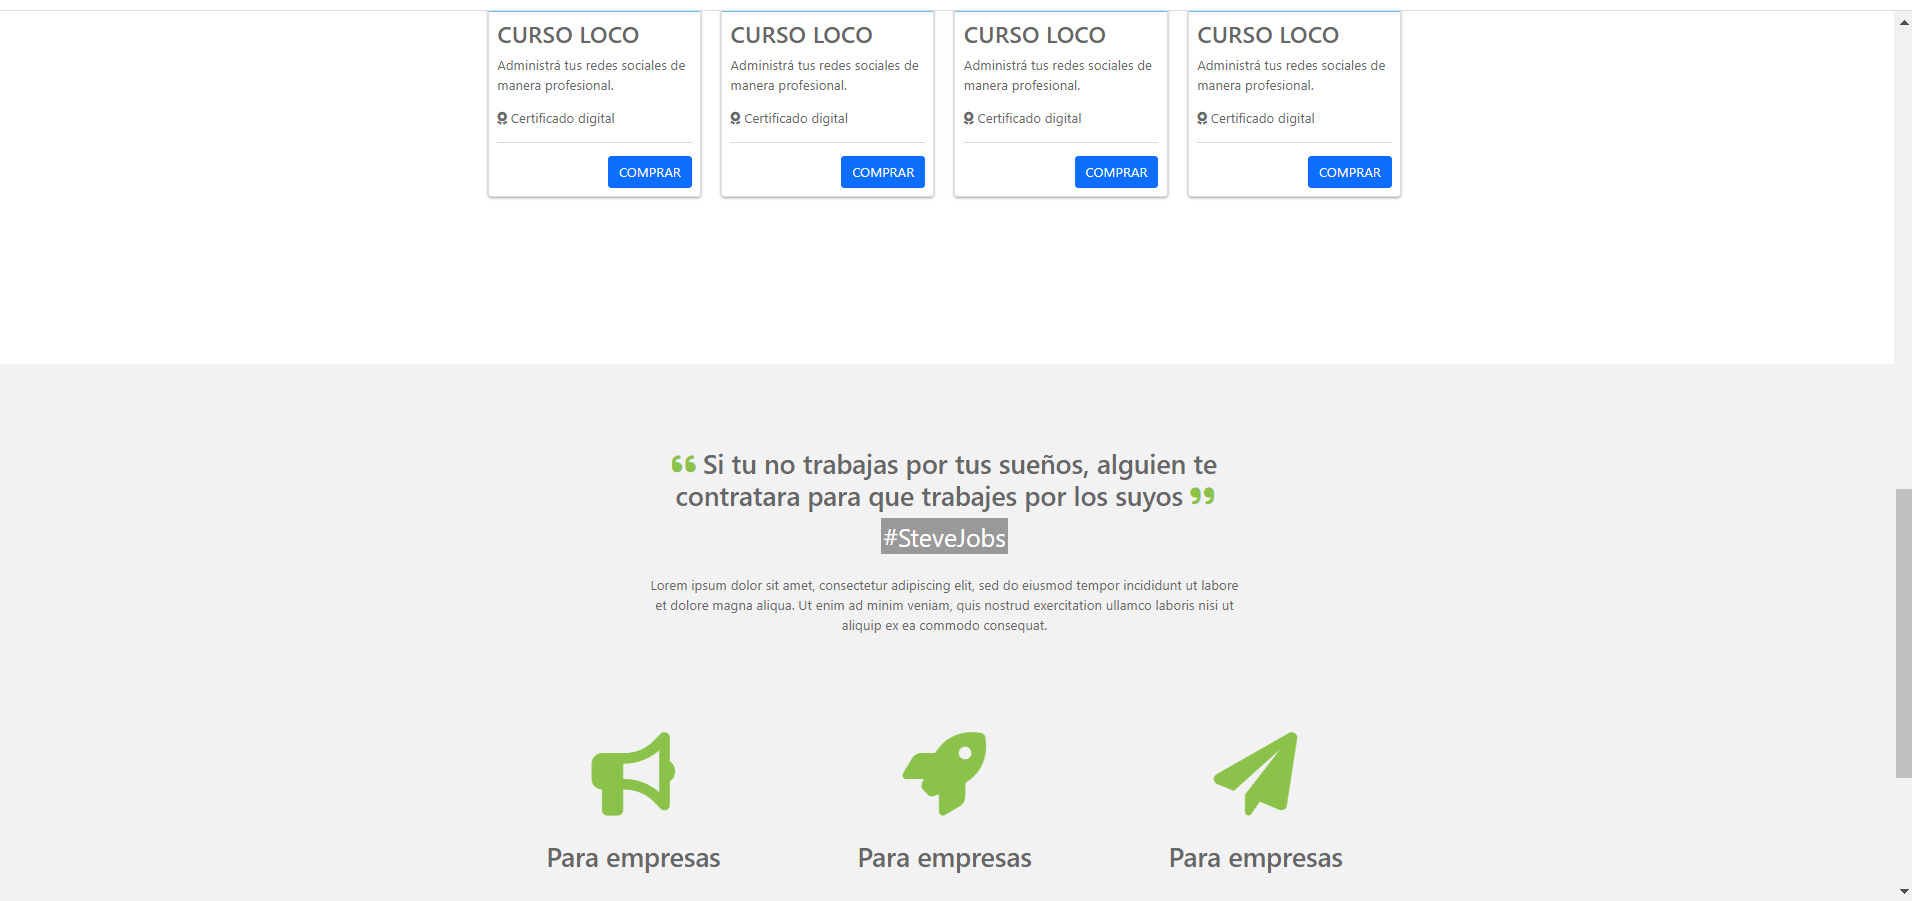 CURSO LOCO
Administrá tus redes sociales de
manera profesional.
Certificado digital
COMPRAR
CURSO LOCO
Administrá tus redes sociales de
manera profesional.
Certificado digital
COMPRAR
CURSO LOCO
Administrá tus redes sociales de
manera profesional.
Certificado digital
COMPRAR
CURSO LOCO
Administrá tus redes sociales de
manera profesional.
Certificado digital
COMPRAR
“ Si tu no trabajas por tus sueños, alguien te
contratara para que trabajes por los suyos ”
#SteveJobs
Lorem ipsum dolor sit amet, consectetur adipiscing elit, sed do eiusmod tempor incididunt ut labore
et dolore magna aliqua. Ut enim ad minim veniam, quis nostrud exercitation ullamco laboris nisi ut
aliquip ex ea commodo consequat.
Para empresas
Para empresas
Para empresas